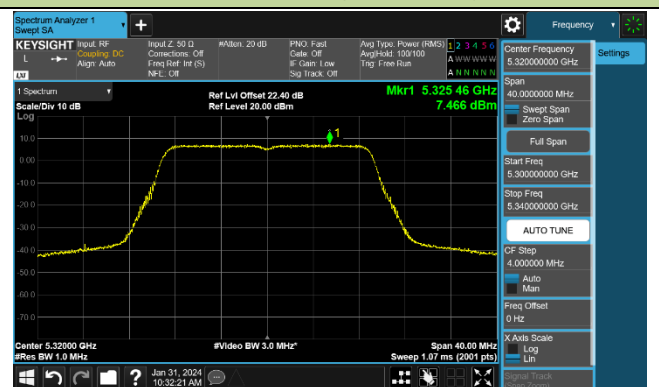 Spectrum Analyzer 1
Swept SA
Frequency
KEYSIGHT
L
LXI
Input: RF
Coupling: DC
Align: Auto
Input Z: 50 Ω
Corrections: Off
Freq Ref: Int (S)
NFE: Off
#Atten: 20 dB
PNO: Fast
Gate: Off
IF Gain: Low
Sig Track: Off
Avg Type: Power (RMS)
Avg|Hold: 100/100
Trig: Free Run
1 2 3 4 5 6
A W W W W W
A N N N N N
1 Spectrum
Scale/Div 10 dB
Log
Ref Lvl Offset 22.40 dB
Ref Level 20.00 dBm
Mkr1 5.325 46 GHz
7.466 dBm
1
10.0
0.00
-10.0
-20.0
-30.0
-40.0
-50.0
-60.0
-70.0
Center 5.32000 GHz
#Res BW 1.0 MHz
#Video BW 3.0 MHz*
Span 40.00 MHz
Sweep 1.07 ms (2001 pts)
Jan 31, 2024
10:32:21 AM
Center Frequency
5.320000000 GHz
Settings
Span
40.0000000 MHz
Swept Span
Zero Span
Full Span
Start Freq
5.300000000 GHz
Stop Freq
5.340000000 GHz
AUTO TUNE
CF Step
4.000000 MHz
Auto
Man
Freq Offset
0 Hz
X Axis Scale
Log
Lin
Signal Track
(Span Zoom)